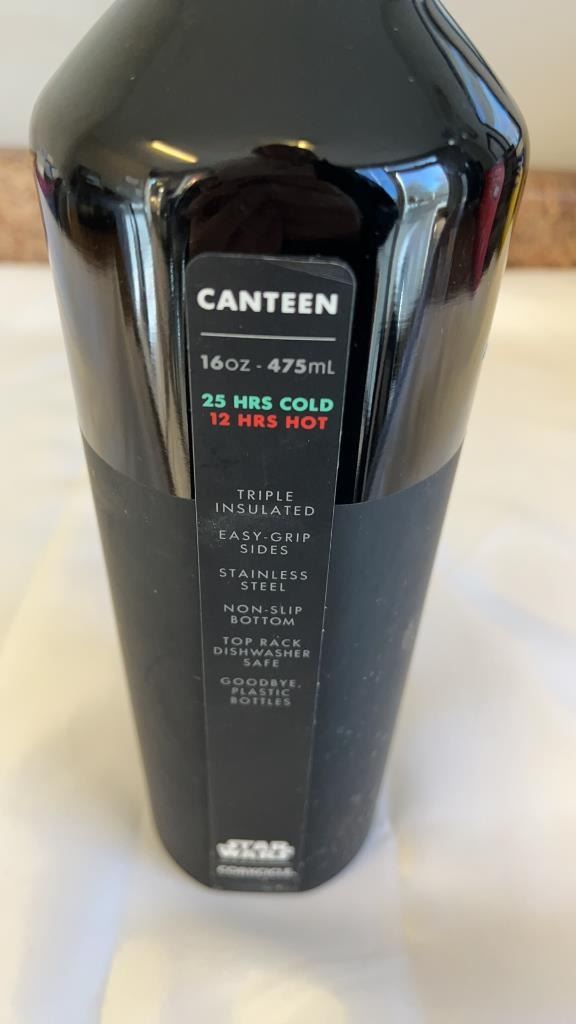 CANTEEN
16oz - 475mL
25 HRS COLD
12 HRS HOT
TRIPLE
INSULATED
EASY-GRIP
SIDES
STAINLESS
STEEL
NON-SLIP
BOTTOM
TOP RACK
DISHWASHER
SAFE
GOODBYE,
PLASTIC
BOTTLES
STAR
WARS
CORKCICLE.